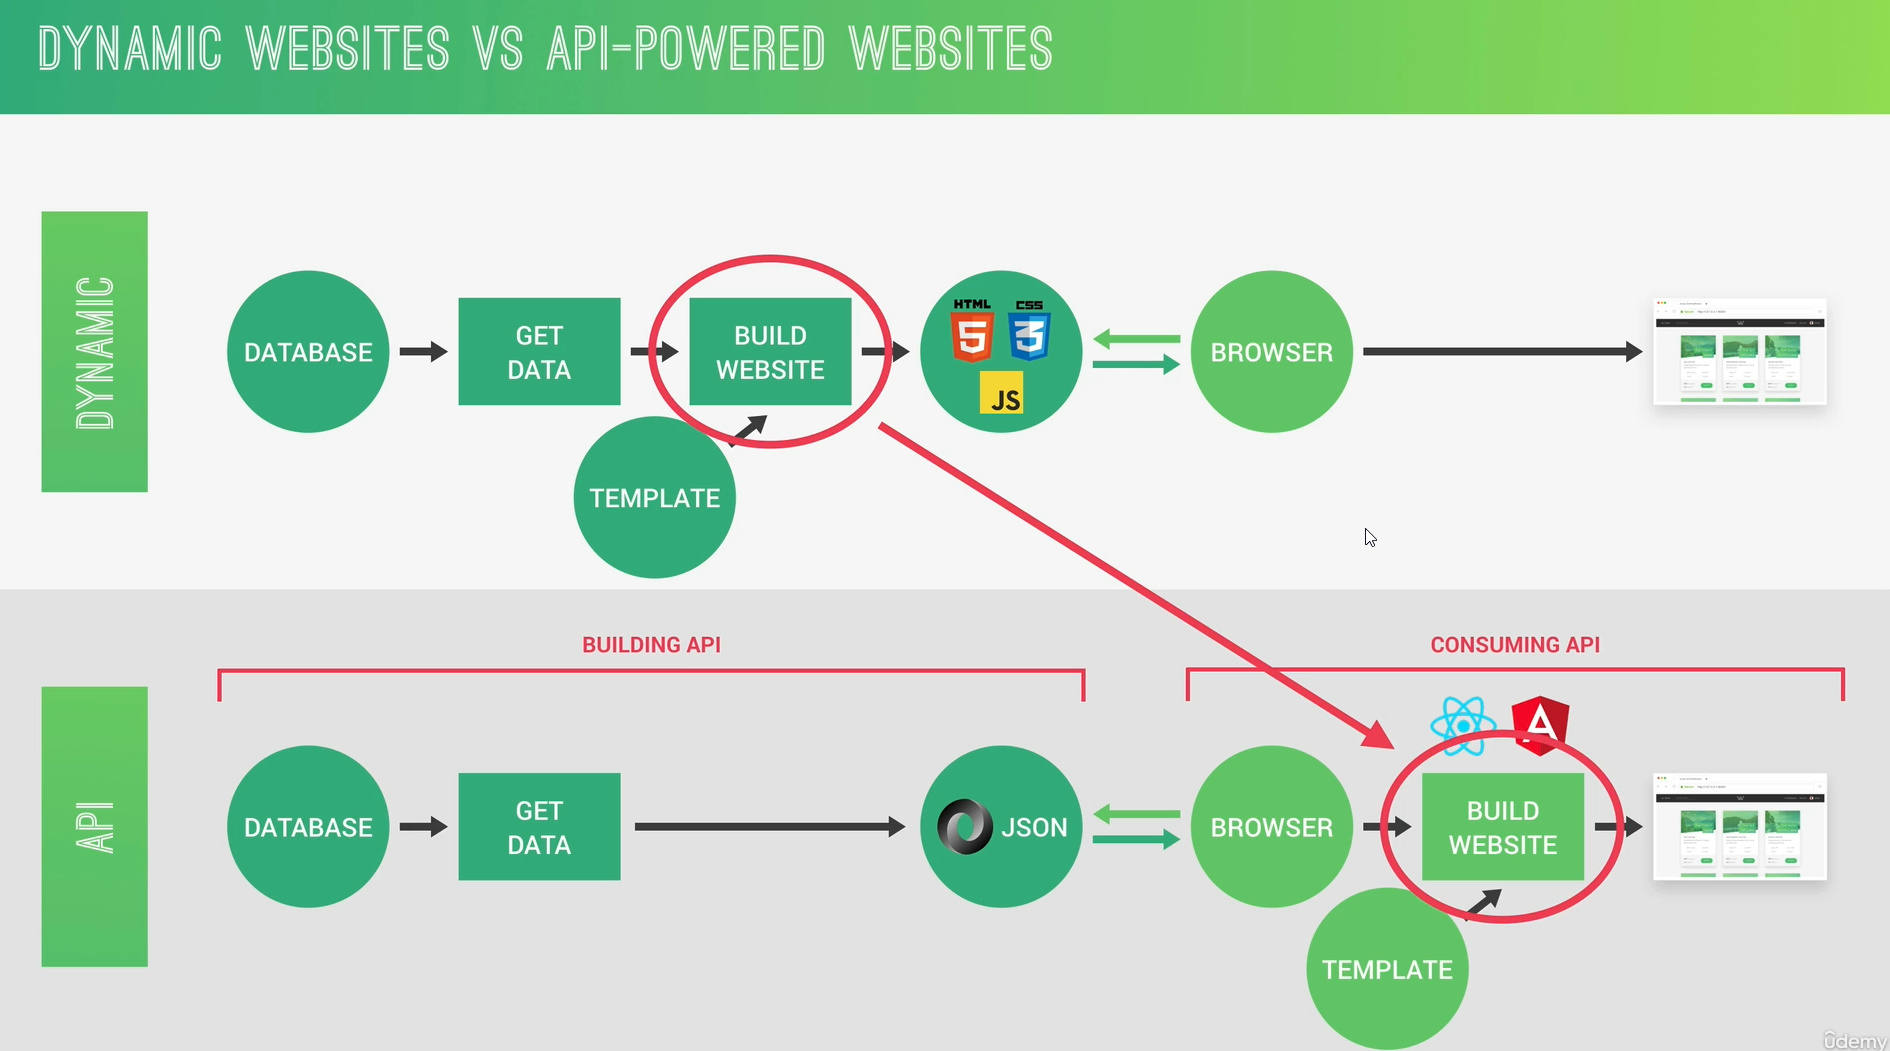 DYNAMIC WEBSITES VS API-POWERED WEBSITES
DYNAMIC
DATABASE
GET
DATA
BUILD
WEBSITE
TEMPLATE
HTML
5
CSS
3
JS
BROWSER
BUILDING API
CONSUMING API
API
DATABASE
GET
DATA
JSON
BROWSER
A
BUILD
WEBSITE
TEMPLATE
udemy